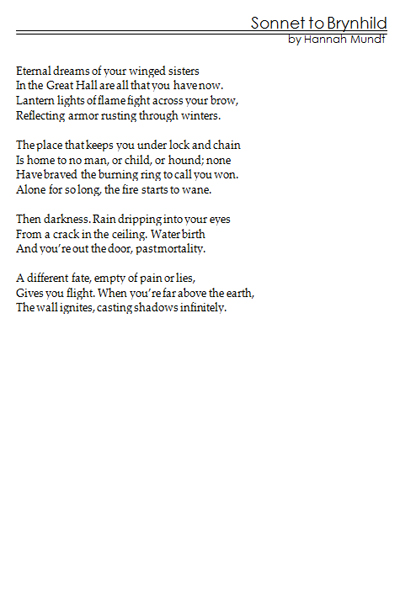 Sonnet to Brynhild
by Hannah Mundt
Eternal dreams of your winged sisters
In the Great Hall are all that you have now.
Lantern lights of flame fight across your brow,
Reflecting armor rusting through winters.
The place that keeps you under lock and chain
Is home to no man, or child, or hound; none
Have braved the burning ring to call you won.
Alone for so long, the fire starts to wane.
Then darkness. Rain dripping into your eyes
From a crack in the ceiling. Water birth
And you're out the door, past mortality.
A different fate, empty of pain or lies,
Gives you flight. When you're far above the earth,
The wall ignites, casting shadows infinitely.